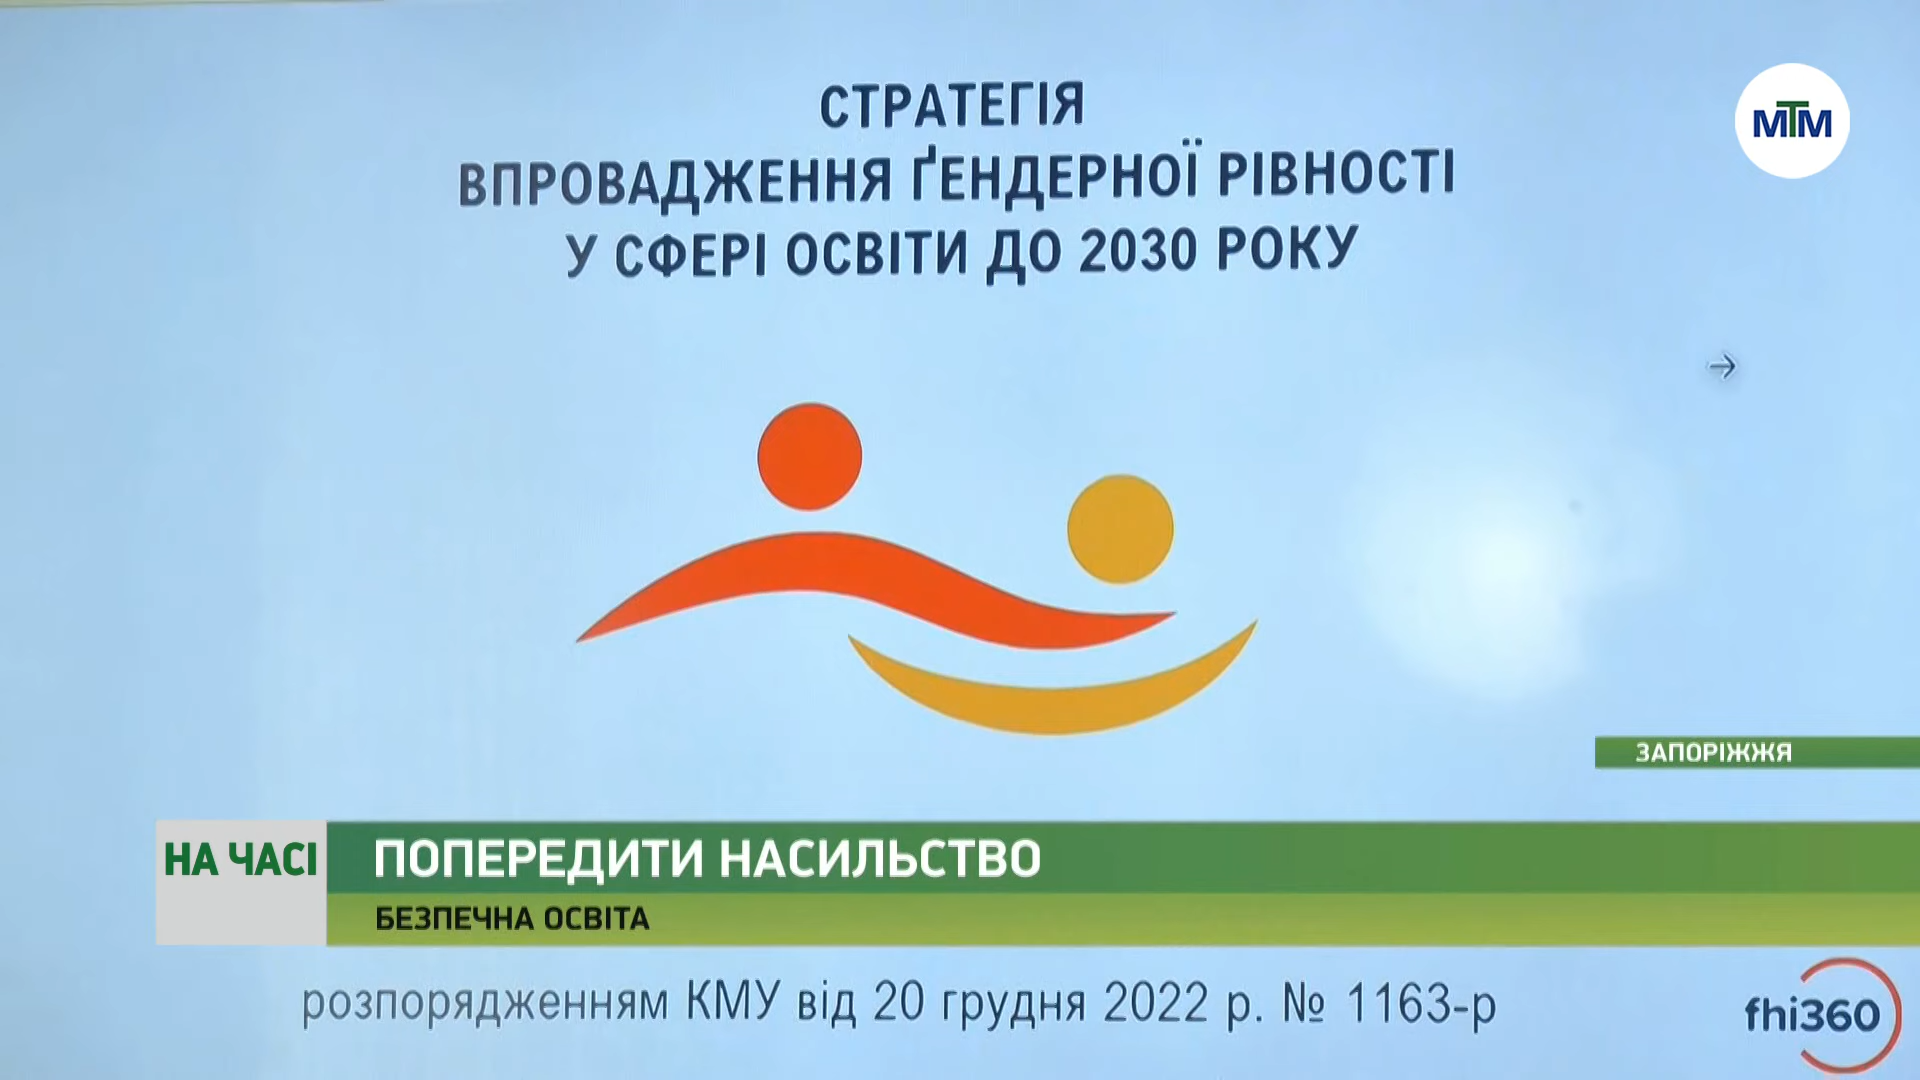 СТРАТЕГІЯ
ВПРОВАДЖЕННЯ ҐЕНДЕРНОЇ РІВНОСТІ
У СФЕРІ ОСВІТИ ДО 2030 РОКУ
МТМ
ЗАПОРІЖЖЯ
НА ЧАСІ
ПОПЕРЕДИТИ НАСИЛЬСТВО
БЕЗПЕЧНА ОСВІТА
розпорядженням КМУ від 20 грудня 2022 р. № 1163-р
fhi360